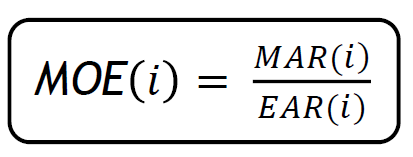 MOE(i) = MAR(i) / EAR(i)